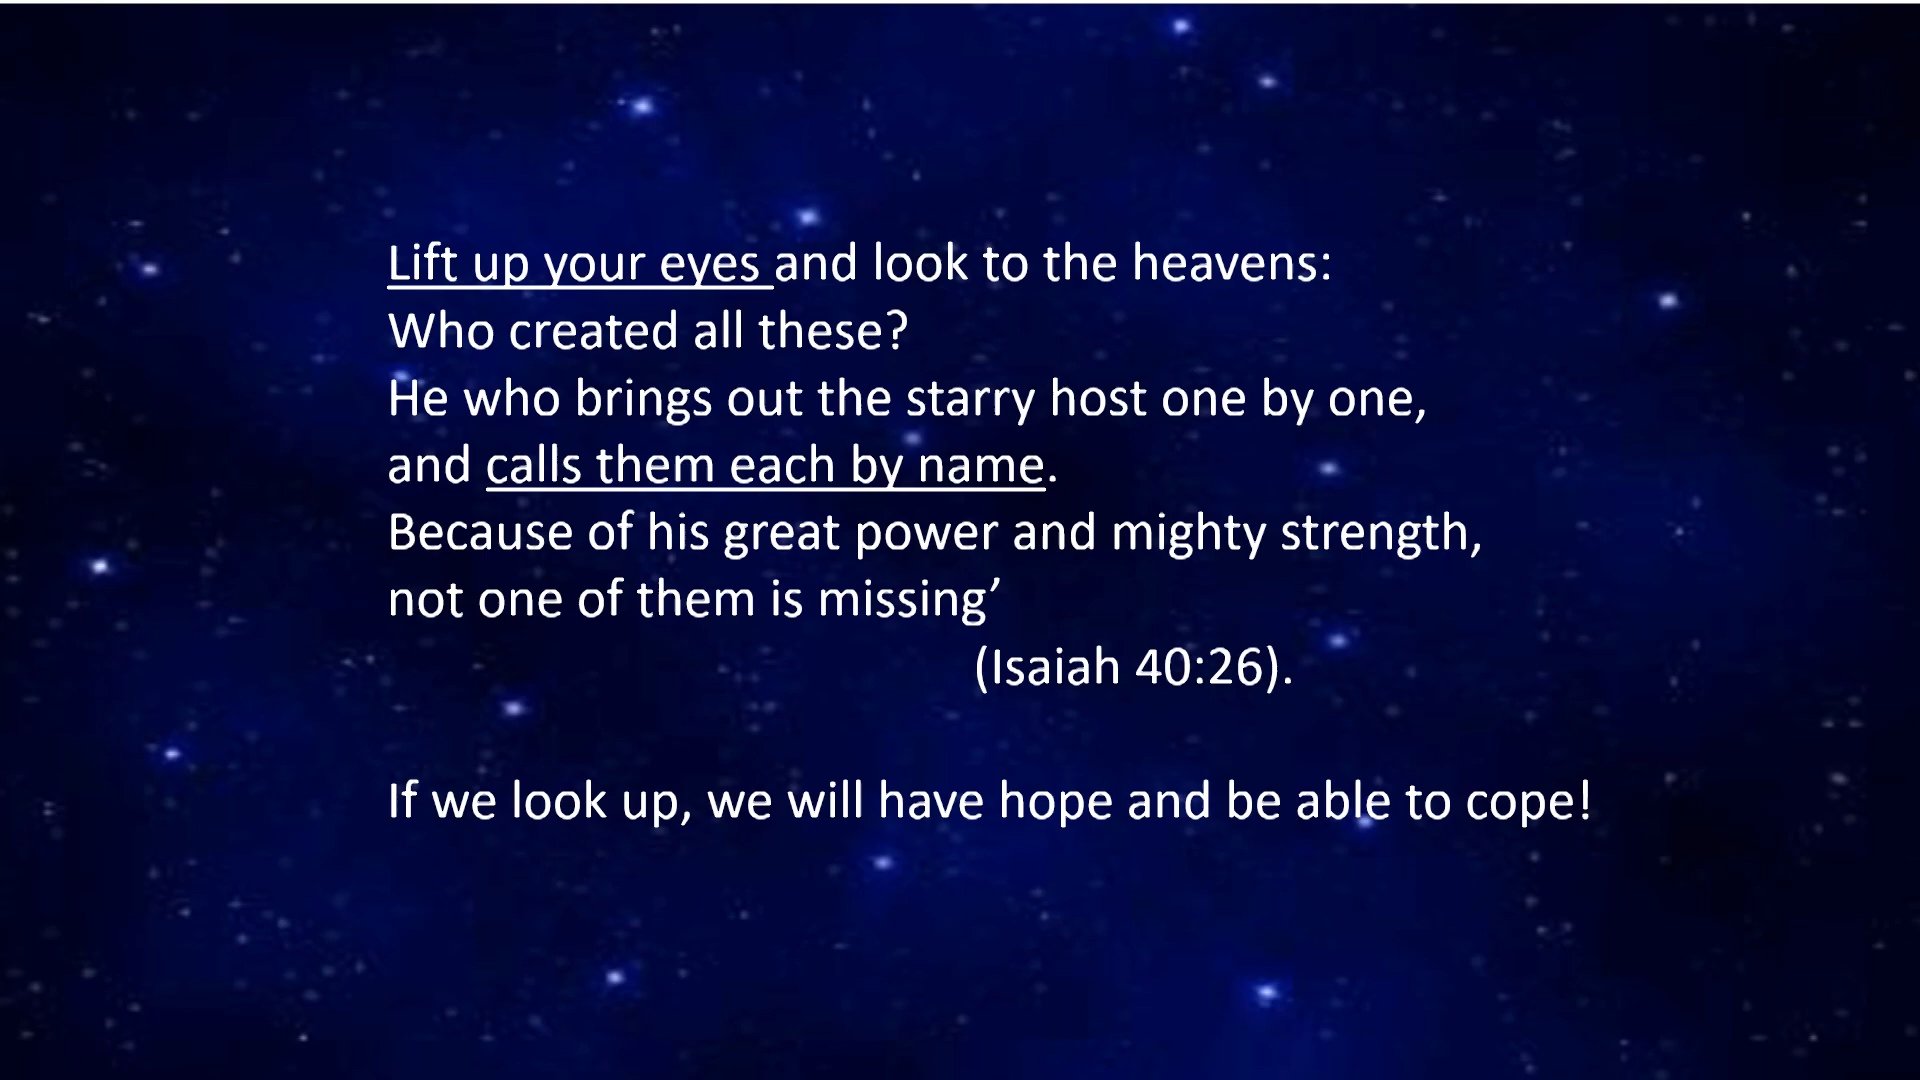 Lift up your eyes and look to the heavens:
Who created all these?
He who brings out the starry host one by one,
and calls them each by name.
Because of his great power and mighty strength,
not one of them is missing’
(Isaiah 40:26).
If we look up, we will have hope and be able to cope!